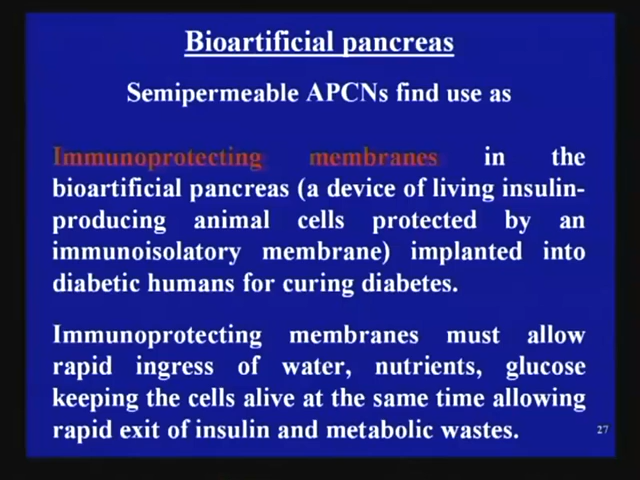 Bioartificial pancreas
Semipermeable APCNs find use as
Immunoprotecting membranes in the
bioartificial pancreas (a device of living insulin-
producing animal cells protected by an
immunoisolatory membrane) implanted into
diabetic humans for curing diabetes.
Immunoprotecting membranes must allow
rapid ingress of water, nutrients, glucose
keeping the cells alive at the same time allowing
rapid exit of insulin and metabolic wastes.
27